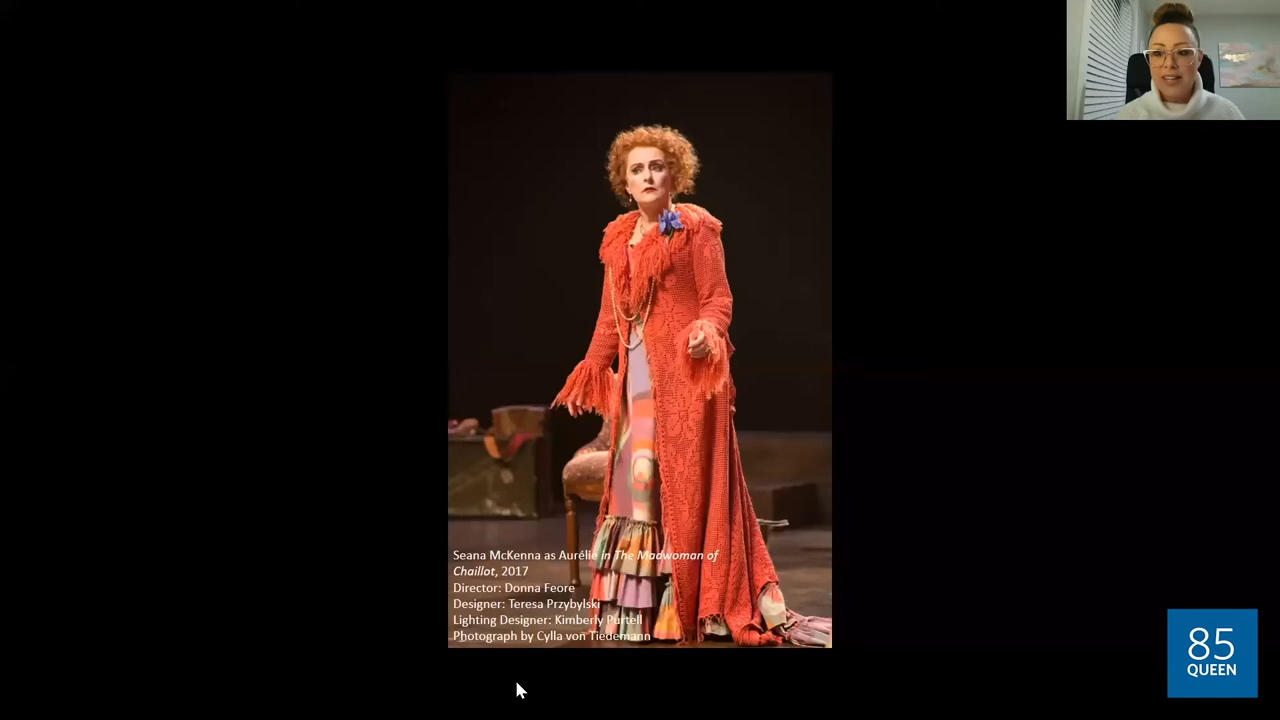 Seana McKenna as Aurélie in The Madwoman of
Chaillot, 2017
Director: Donna Feore
Designer: Teresa Przybylski
Lighting Designer: Kimberly Purtell
Photograph by Cylla von Tiedemann
85
QUEEN